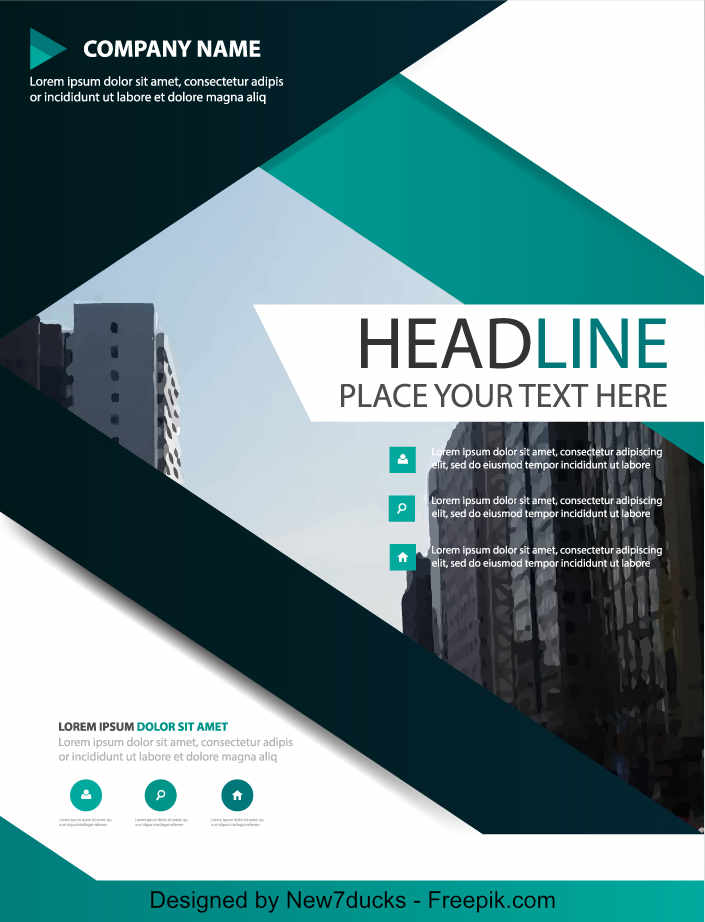 COMPANY NAME
Lorem ipsum dolor sit amet, consectetur adipis
or incididunt ut labore et dolore magna aliq
HEADLINE
PLACE YOUR TEXT HERE
Lorem ipsum dolor sit amet, consectetur adipiscing
elit, sed do eiusmod tempor incididunt ut labore
Lorem ipsum dolor sit amet, consectetur adipiscing
elit, sed do eiusmod tempor incididunt ut labore
Lorem ipsum dolor sit amet, consectetur adipiscing
elit, sed do eiusmod tempor incididunt ut labore
LOREM IPSUM DOLOR SIT AMET
Lorem ipsum dolor sit amet, consectetur adipis
or incididunt ut labore et dolore magna aliq
Designed by New7ducks - Freepik.com